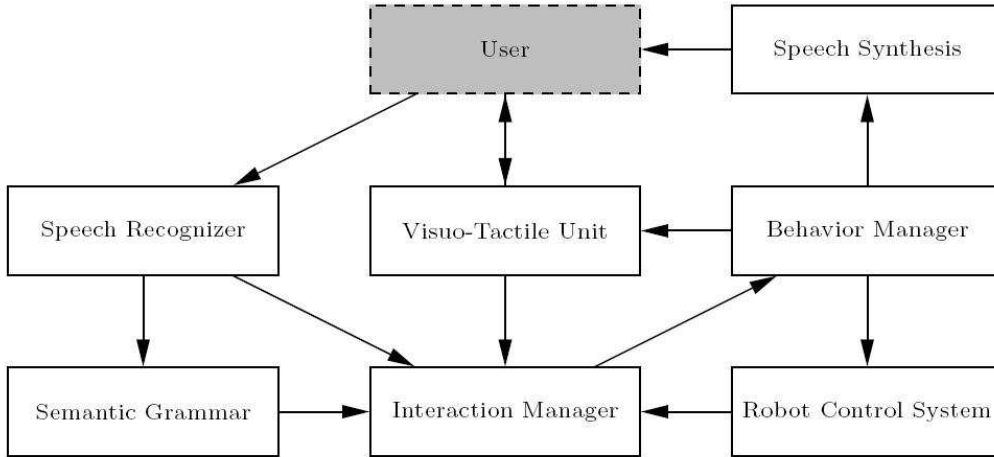 User
Speech Synthesis
Speech Recognizer
Visuo-Tactile Unit
Behavior Manager
Semantic Grammar
Interaction Manager
Robot Control System